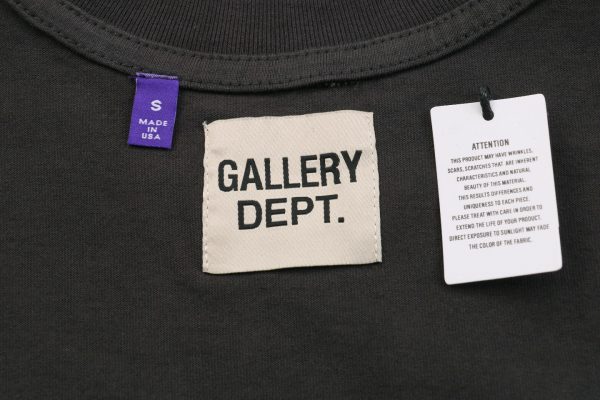 S
MADE
IN
USA
GALLERY
DEPT.
ATTENTION
THIS PRODUCT MAY HAVE WRINKLES,
SCARS, SCRATCHES THAT ARE INHERENT
CHARACTERISTICS AND NATURAL
BEAUTY OF THIS MATERIAL.
THIS RESULTS DIFFERENCES AND
UNIQUENESS TO EACH PIECE.
PLEASE TREAT WITH CARE IN ORDER TO
EXTEND THE LIFE OF YOUR PRODUCT.
DIRECT EXPOSURE TO SUNLIGHT MAY FADE
THE COLOR OF THE FABRIC.